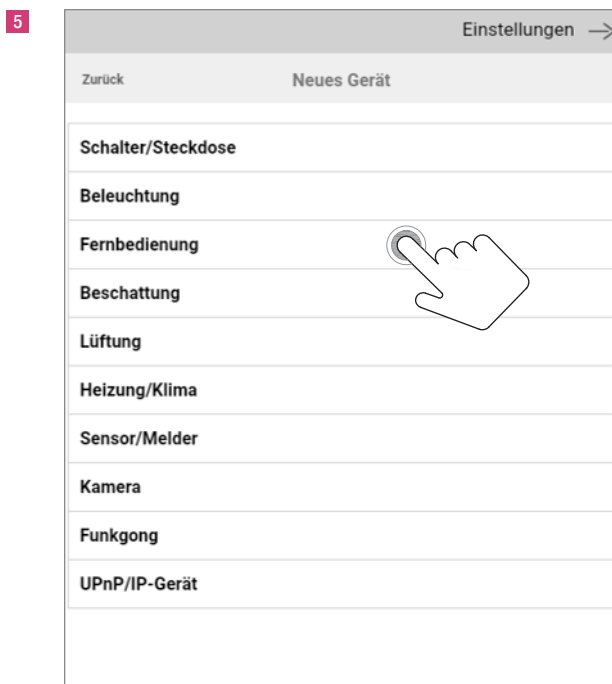 5
Einstellungen
Zurück Neues Gerät
Schalter/Steckdose
Beleuchtung
Fernbedienung
Beschattung
Lüftung
Heizung/Klima
Sensor/Melder
Kamera
Funkgong
UPnP/IP-Gerät